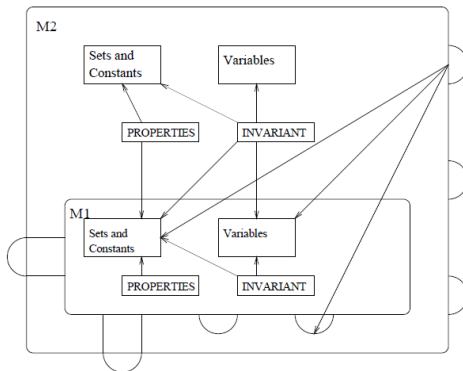 M2
Sets and
Constants
Variables
PROPERTIES
INVARIANT
M1
Sets and
Constants
Variables
PROPERTIES
INVARIANT